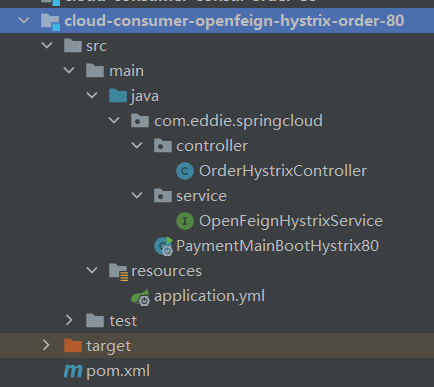 cloud-consumer-openfeign-hystrix-order-80
src
main
java
com.eddie.springcloud
controller
C OrderHystrixController
service
I OpenFeignHystrixService
PaymentMainBootHystrix80
resources
application.yml
test
target
m pom.xml